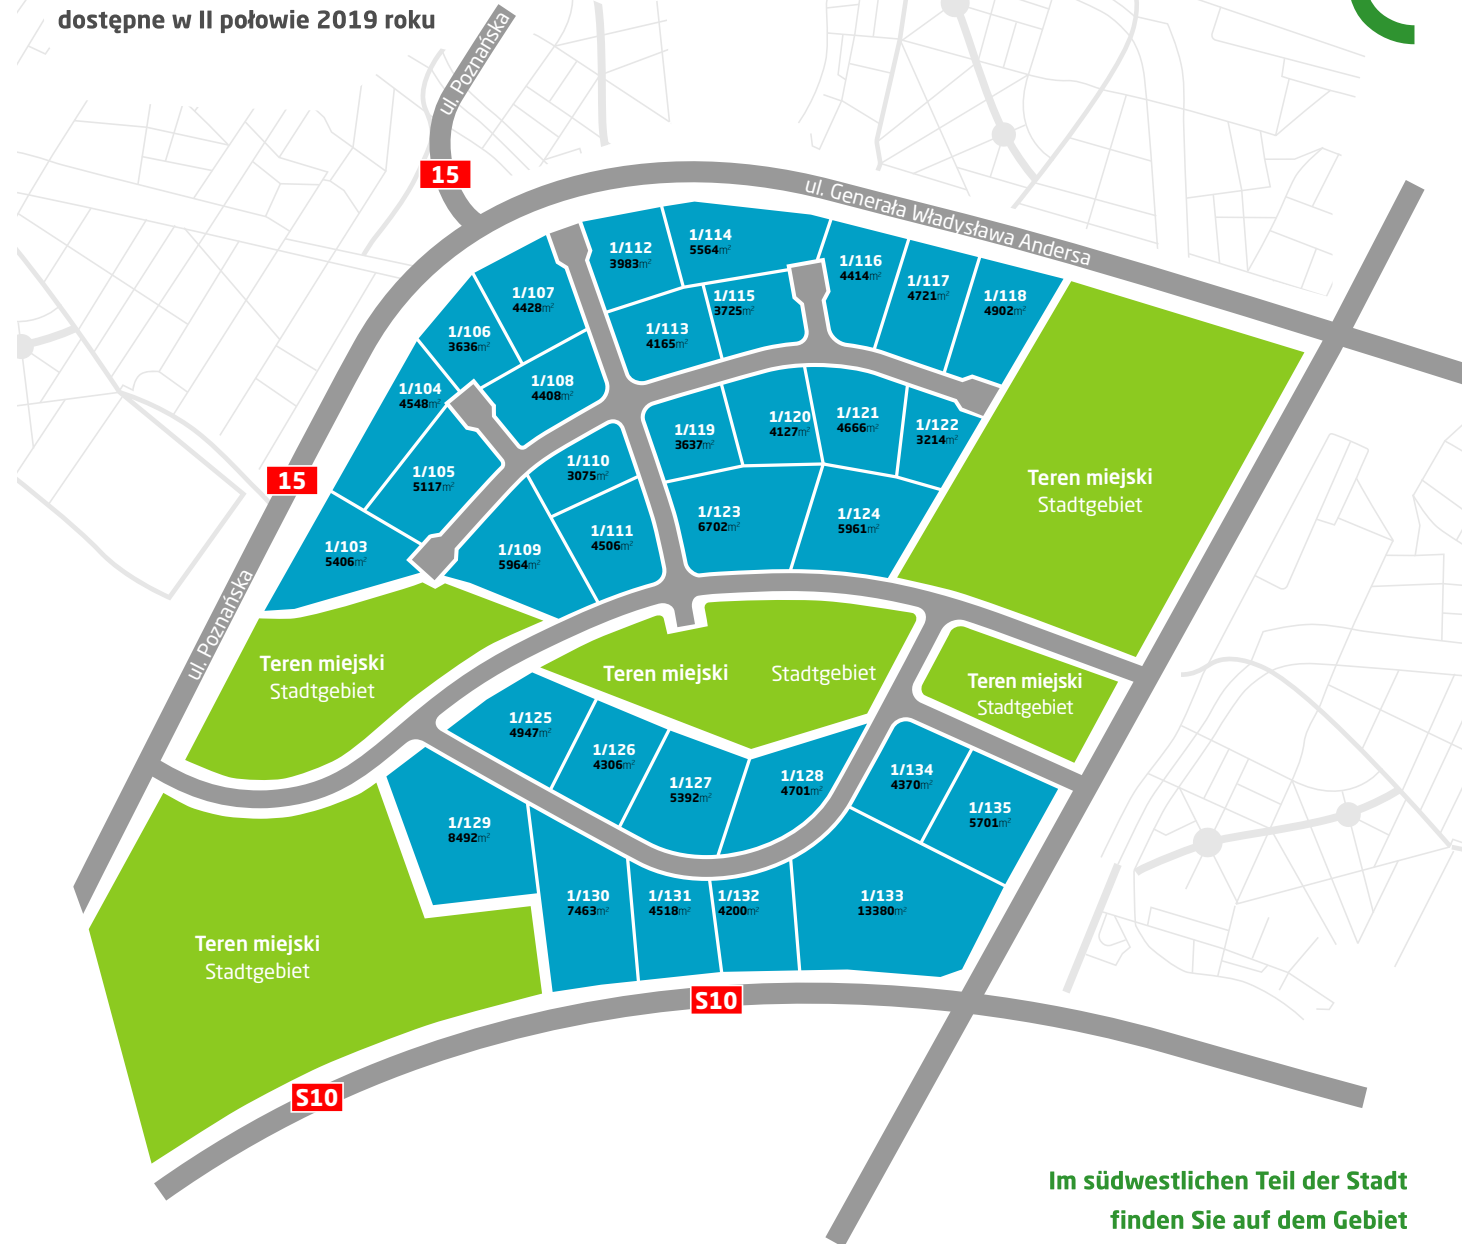 dostępne w II połowie 2019 roku
ul. Poznańska
15
ul. Generała Władysława Andersa
1/112
3983m²
1/114
5564m²
1/116
4414m²
1/117
4721m²
1/118
4902m²
1/107
4428m²
1/115
3725m²
1/106
3636m²
1/113
4165m²
1/104
4548m²
1/108
4408m²
1/119
3637m²
1/120
4127m²
1/121
4666m²
1/122
3214m²
1/105
5117m²
1/110
3075m²
15
Teren miejski
Stadtgebiet
1/123
6702m²
1/124
5961m²
1/103
5406m²
1/109
5964m²
1/111
4506m²
ul. Poznańska
Teren miejski
Stadtgebiet
Teren miejski Stadtgebiet
Teren miejski
Stadtgebiet
1/125
4947m²
1/126
4306m²
1/127
5392m²
1/128
4701m²
1/134
4370m²
1/135
5701m²
1/129
8492m²
1/130
7463m²
1/131
4518m²
1/132
4200m²
1/133
13380m²
Teren miejski
Stadtgebiet
S10
S10
Im südwestlichen Teil der Stadt
finden Sie auf dem Gebiet